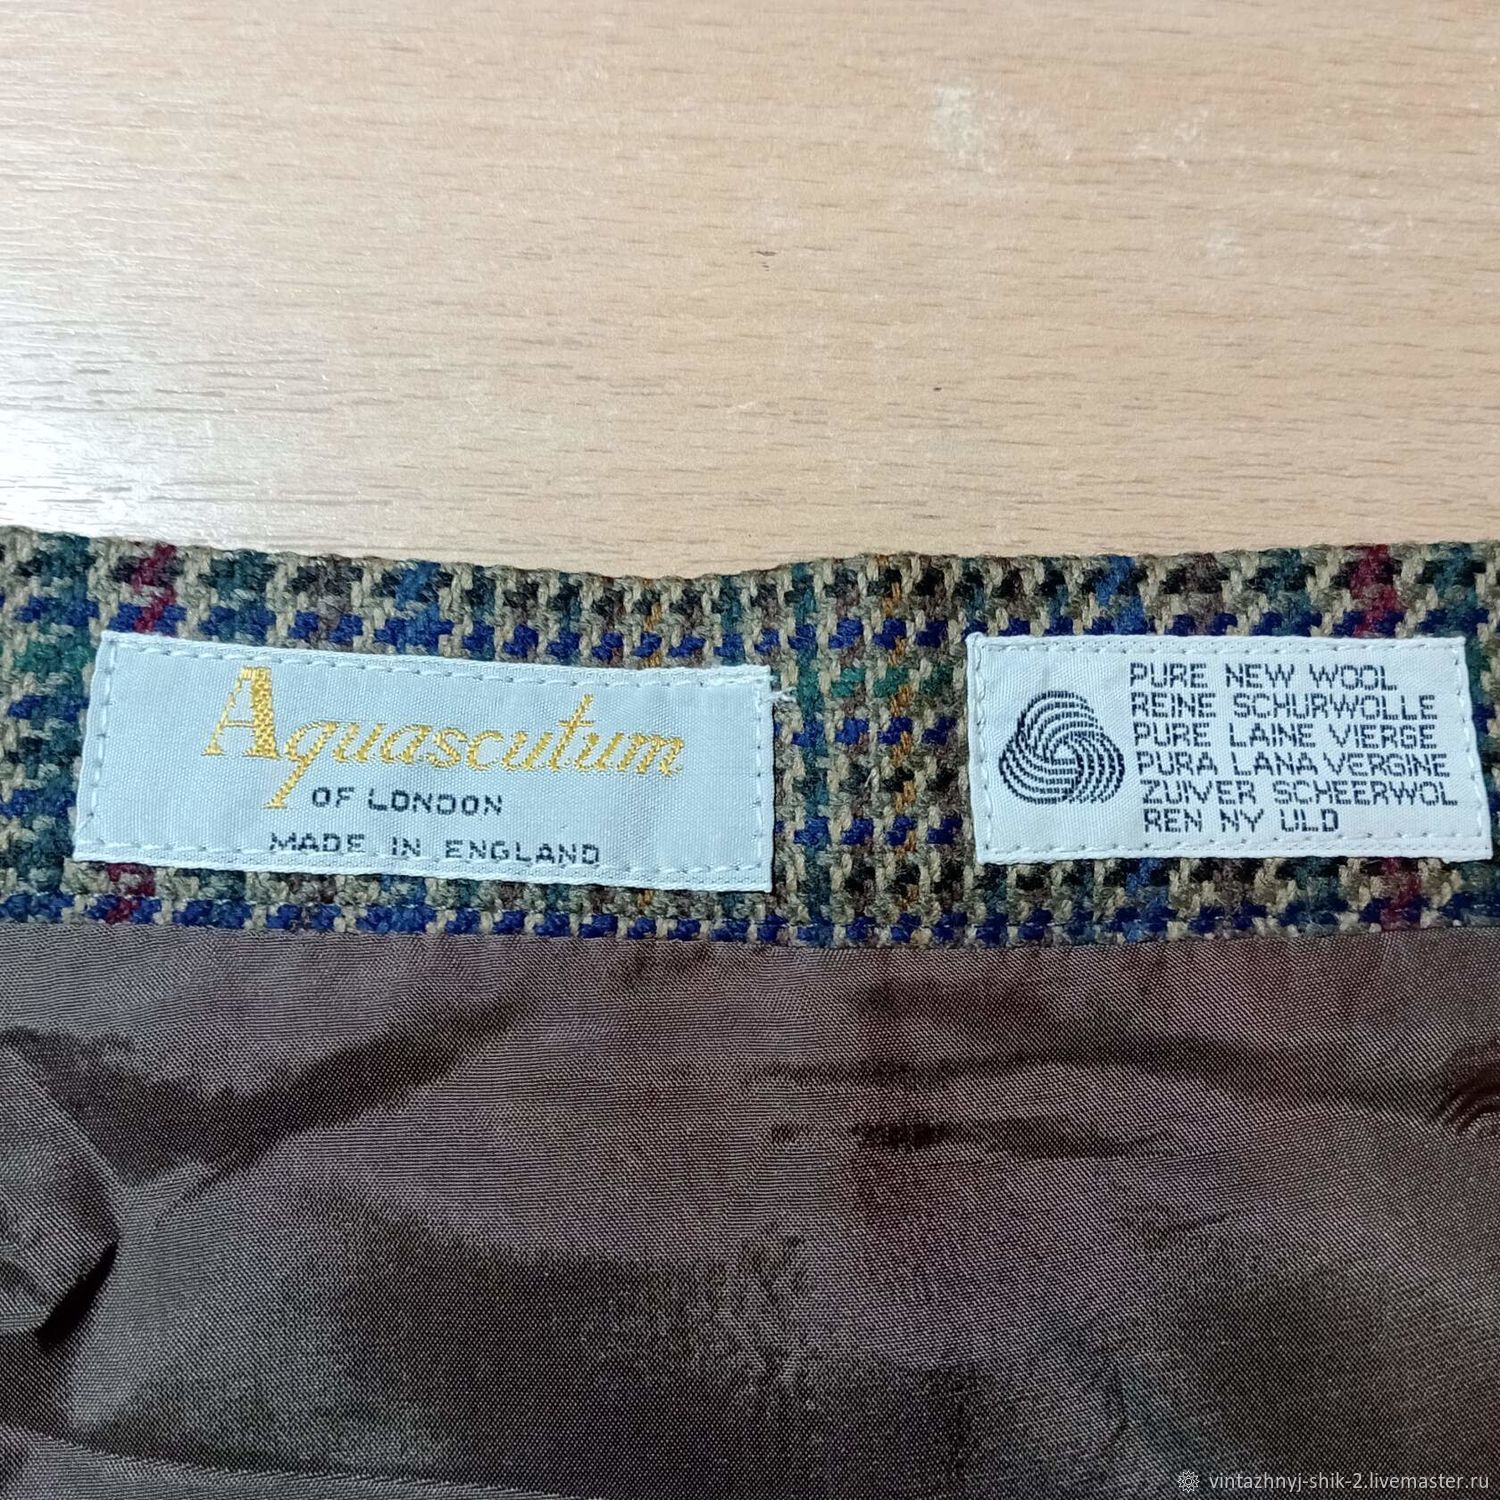 Aquascutum
OF LONDON
MADE IN ENGLAND
PURE NEW WOOL
REINE SCHURWOLLE
PURE LAINE VIERGE
PURA LANA VERGINE
ZUIVER SCHEERWOL
REN NY ULD
vintazhnyj-shik-2.livemaster.ru